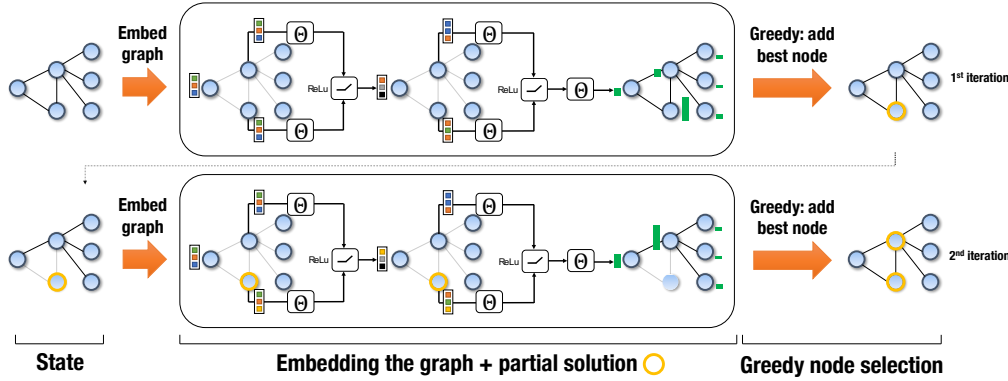 Embed
graph
Θ
Θ
ReLu
Θ
Θ
ReLu
Θ
Greedy: add
best node
1st iteration
Embed
graph
Θ
Θ
ReLu
Θ
Θ
ReLu
Θ
Greedy: add
best node
2nd iteration
State
Embedding the graph + partial solution
Greedy node selection